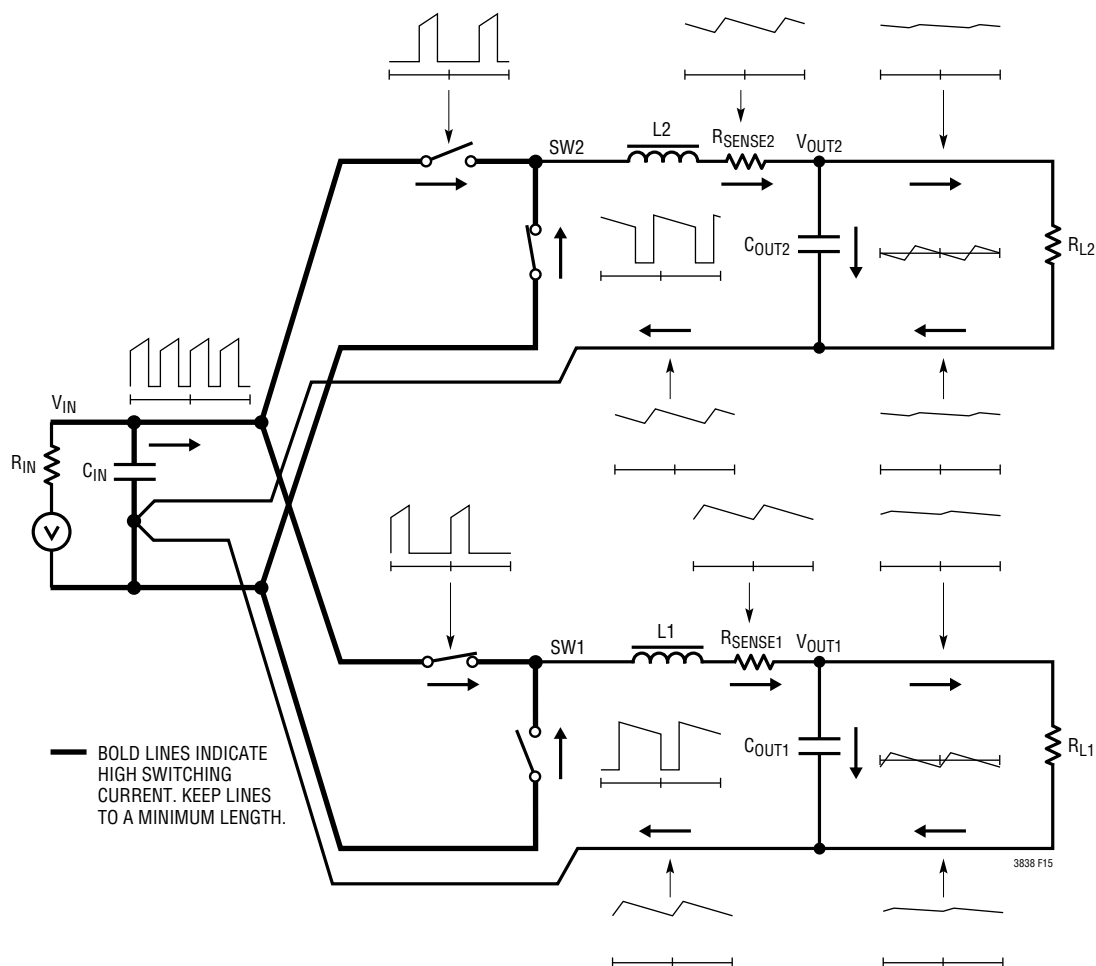 SW2
L2
RSENSE2
VOUT2
COUT2
RL2
VIN
RIN
CIN
V
SW1
L1
RSENSE1
VOUT1
COUT1
RL1
BOLD LINES INDICATE
HIGH SWITCHING
CURRENT. KEEP LINES
TO A MINIMUM LENGTH.
3838 F15